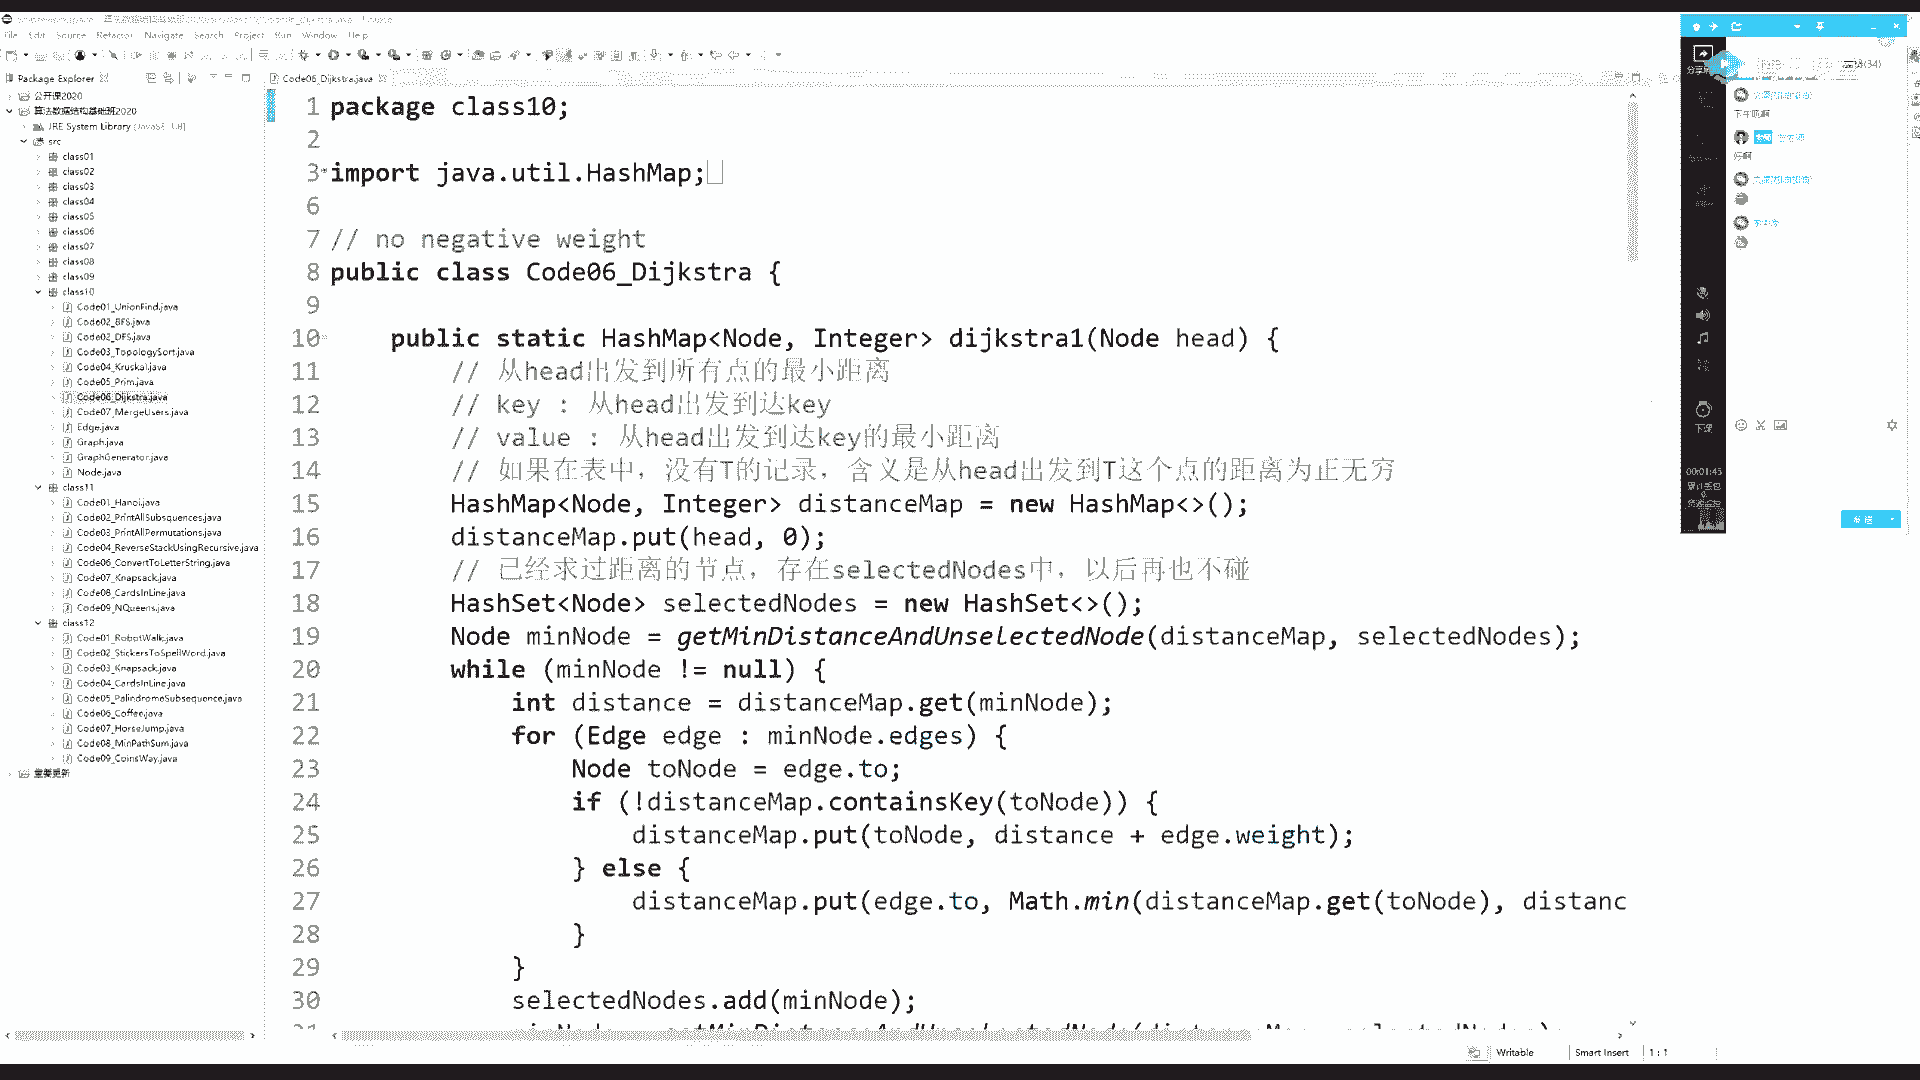 File Edit Source Refactor Navigate Search Project Run Window Help
Package Explorer
Code06_Dijkstra.java
公开课2020
算法数据结构基础班2020
JRE System Library
src
class01
class02
class03
class04
class05
class06
class07
class08
class09
class10
Code01_UnionFind.java
Code02_BFS.java
Code02_DFS.java
Code03_TopologySort.java
Code04_Kruskal.java
Code05_Prim.java
Code06_Dijkstra.java
Code07_MergeUsers.java
Edge.java
Graph.java
GraphGenerator.java
Node.java
class11
Code01_Hanoi.java
Code02_PrintAllSubsquences.java
Code03_PrintAllPermutations.java
Code04_ReverseStackUsingRecursive.java
Code06_ConvertToLetterString.java
Code07_Knapsack.java
Code08_CardsInLine.java
Code09_NQueens.java
class12
Code01_RobotWalk.java
Code02_StickersToSpellWord.java
Code03_Knapsack.java
Code04_CardsInLine.java
Code05_PalindromeSubsequence.java
Code06_Coffee.java
Code07_HorseJump.java
Code08_MinPathSum.java
Code09_CoinsWay.java
1 package class10;
2
3 import java.util.HashMap;
6
7 // no negative weight
8 public class Code06_Dijkstra {
9
10 public static HashMap<Node, Integer> dijkstra1(Node head) {
11 // 从head出发到所有点的最小距离
12 // key : 从head出发到达key
13 // value : 从head出发到达key的最小距离
14 // 如果在表中，没有T的记录，含义是从head出发到T这个点的距离为正无穷
15 HashMap<Node, Integer> distanceMap = new HashMap<>();
16 distanceMap.put(head, 0);
17 // 已经求过距离的节点，存在selectedNodes中，以后再也不碰
18 HashSet<Node> selectedNodes = new HashSet<>();
19 Node minNode = getMinDistanceAndUnselectedNode(distanceMap, selectedNodes);
20 while (minNode != null) {
21 int distance = distanceMap.get(minNode);
22 for (Edge edge : minNode.edges) {
23 Node toNode = edge.to;
24 if (!distanceMap.containsKey(toNode)) {
25 distanceMap.put(toNode, distance + edge.weight);
26 } else {
27 distanceMap.put(edge.to, Math.min(distanceMap.get(toNode), distanc
28 }
29 }
30 selectedNodes.add(minNode);
下课
00:01:45
Writable
Smart Insert
1 : 1